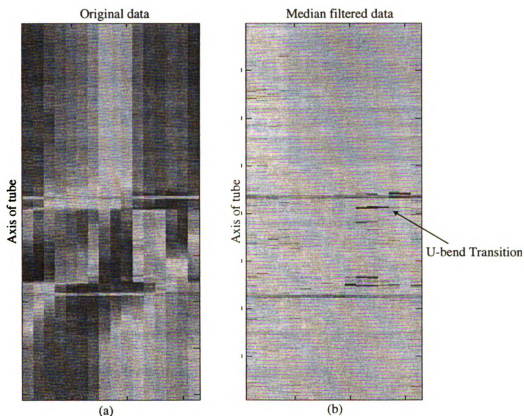 Original data
Median filtered data
Axis of tube
Axis of tube
U-bend Transition
(a)
(b)